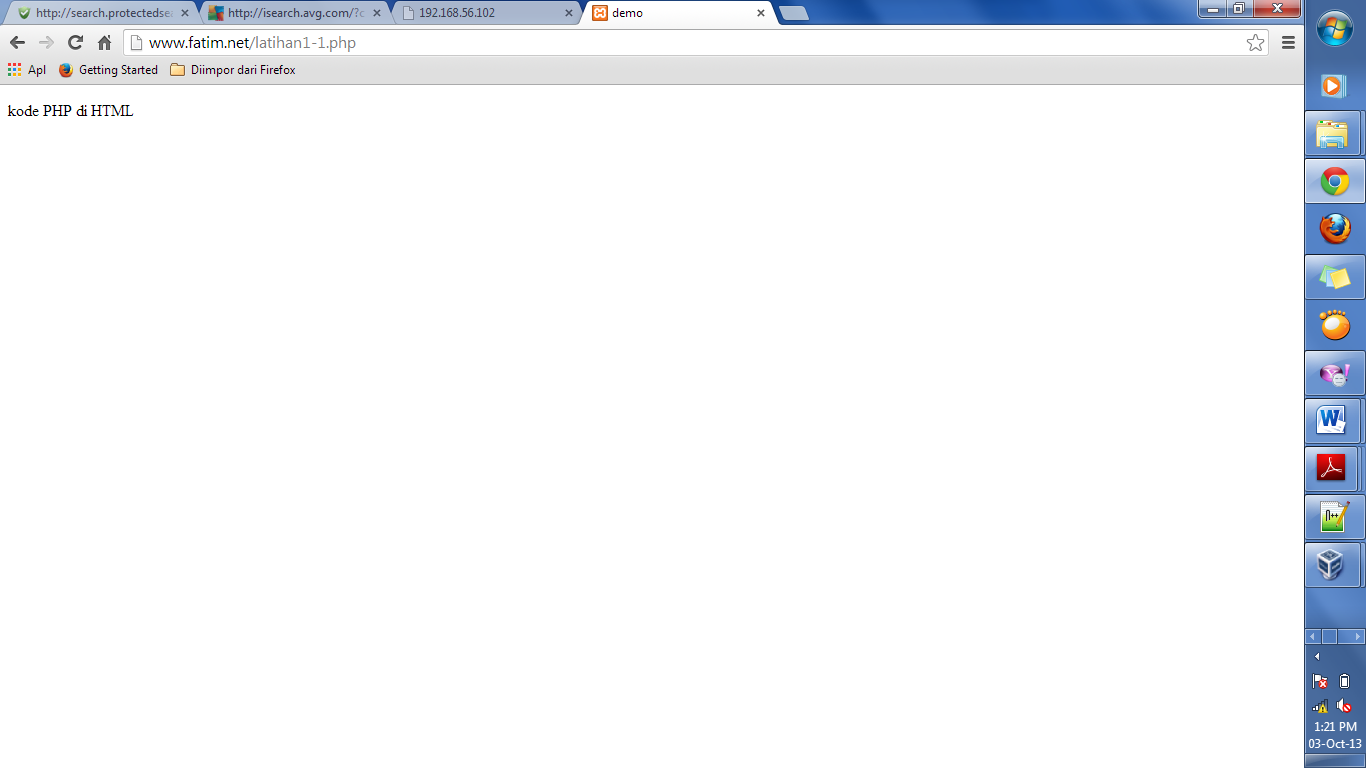 http://search.protectedsea
http://isearch.avg.com/?c
192.168.56.102
demo
www.fatim.net/latihan1-1.php
Apl
Getting Started
Diimpor dari Firefox
kode PHP di HTML
1:21 PM
03-Oct-13